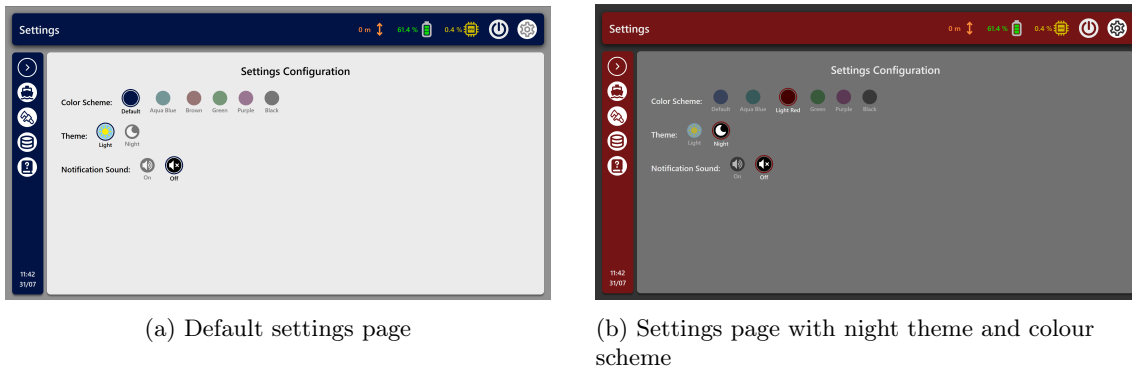 Settings
0 m
61.4 %
0.4 %
Settings Configuration
Color Scheme:
Default
Aqua Blue
Brown
Green
Purple
Black
Theme:
Light
Night
Notification Sound:
On
Off
11:42
31/07
(a) Default settings page
Settings
0 m
61.4 %
0.4 %
Settings Configuration
Color Scheme:
Default
Aqua Blue
Light Red
Green
Purple
Black
Theme:
Light
Night
Notification Sound:
On
Off
11:42
31/07
(b) Settings page with night theme and colour
scheme